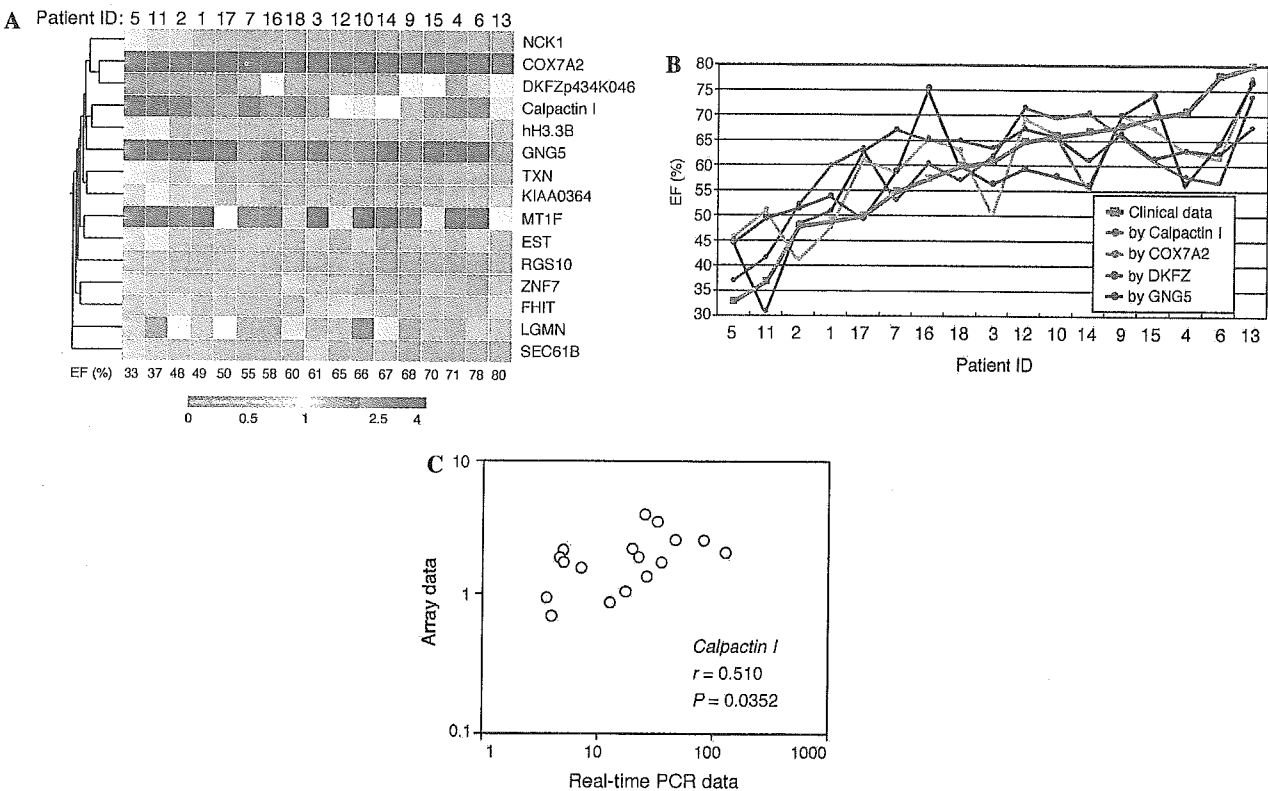 A
Patient ID: 5 11 2 1 17 7 16 18 3 12 10 14 9 15 4 6 13
NCK1
COX7A2
DKFZp434K046
Calpactin I
hH3.3B
GNG5
TXN
KIAA0364
MT1F
EST
RGS10
ZNF7
FHIT
LGMN
SEC61B
EF (%) 33 37 48 49 50 55 58 60 61 65 66 67 68 70 71 78 80
0 0.5 1 2.5 4
B
80
75
70
65
60
55
50
45
40
35
30
EF (%)
Clinical data
by Calpactin I
by COX7A2
by DKFZ
by GNG5
5 11 2 1 17 7 16 18 3 12 10 14 9 15 4 6 13
Patient ID
C
10
1
0.1
Array data
Calpactin I
r = 0.510
P = 0.0352
1 10 100 1000
Real-time PCR data